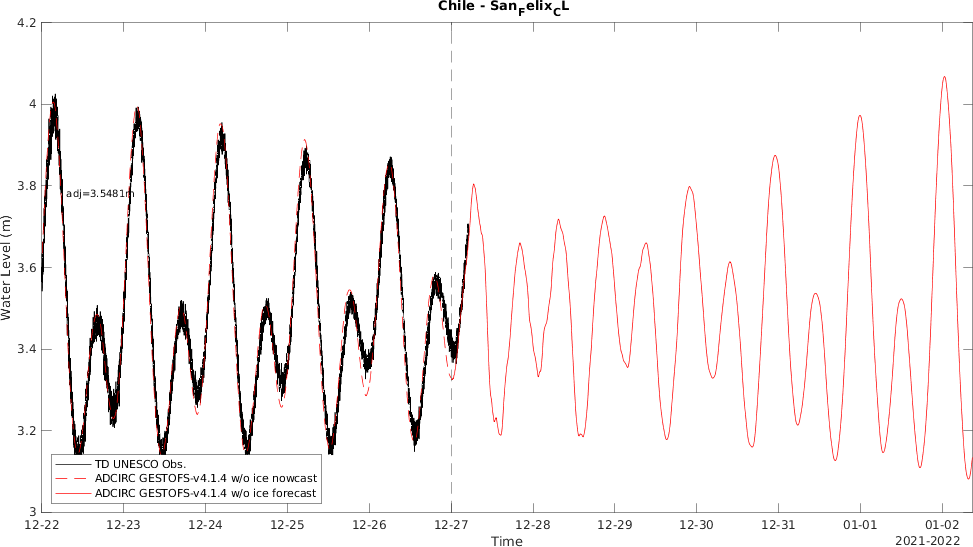 Chile - San_Felix_CL
4.2
4
3.8
3.6
3.4
3.2
3
Water Level (m)
adj=3.5481m
TD UNESCO Obs.
ADCIRC GESTOFS-v4.1.4 w/o ice nowcast
ADCIRC GESTOFS-v4.1.4 w/o ice forecast
12-22 12-23 12-24 12-25 12-26 12-27 12-28 12-29 12-30 12-31 01-01 01-02
Time
2021-2022